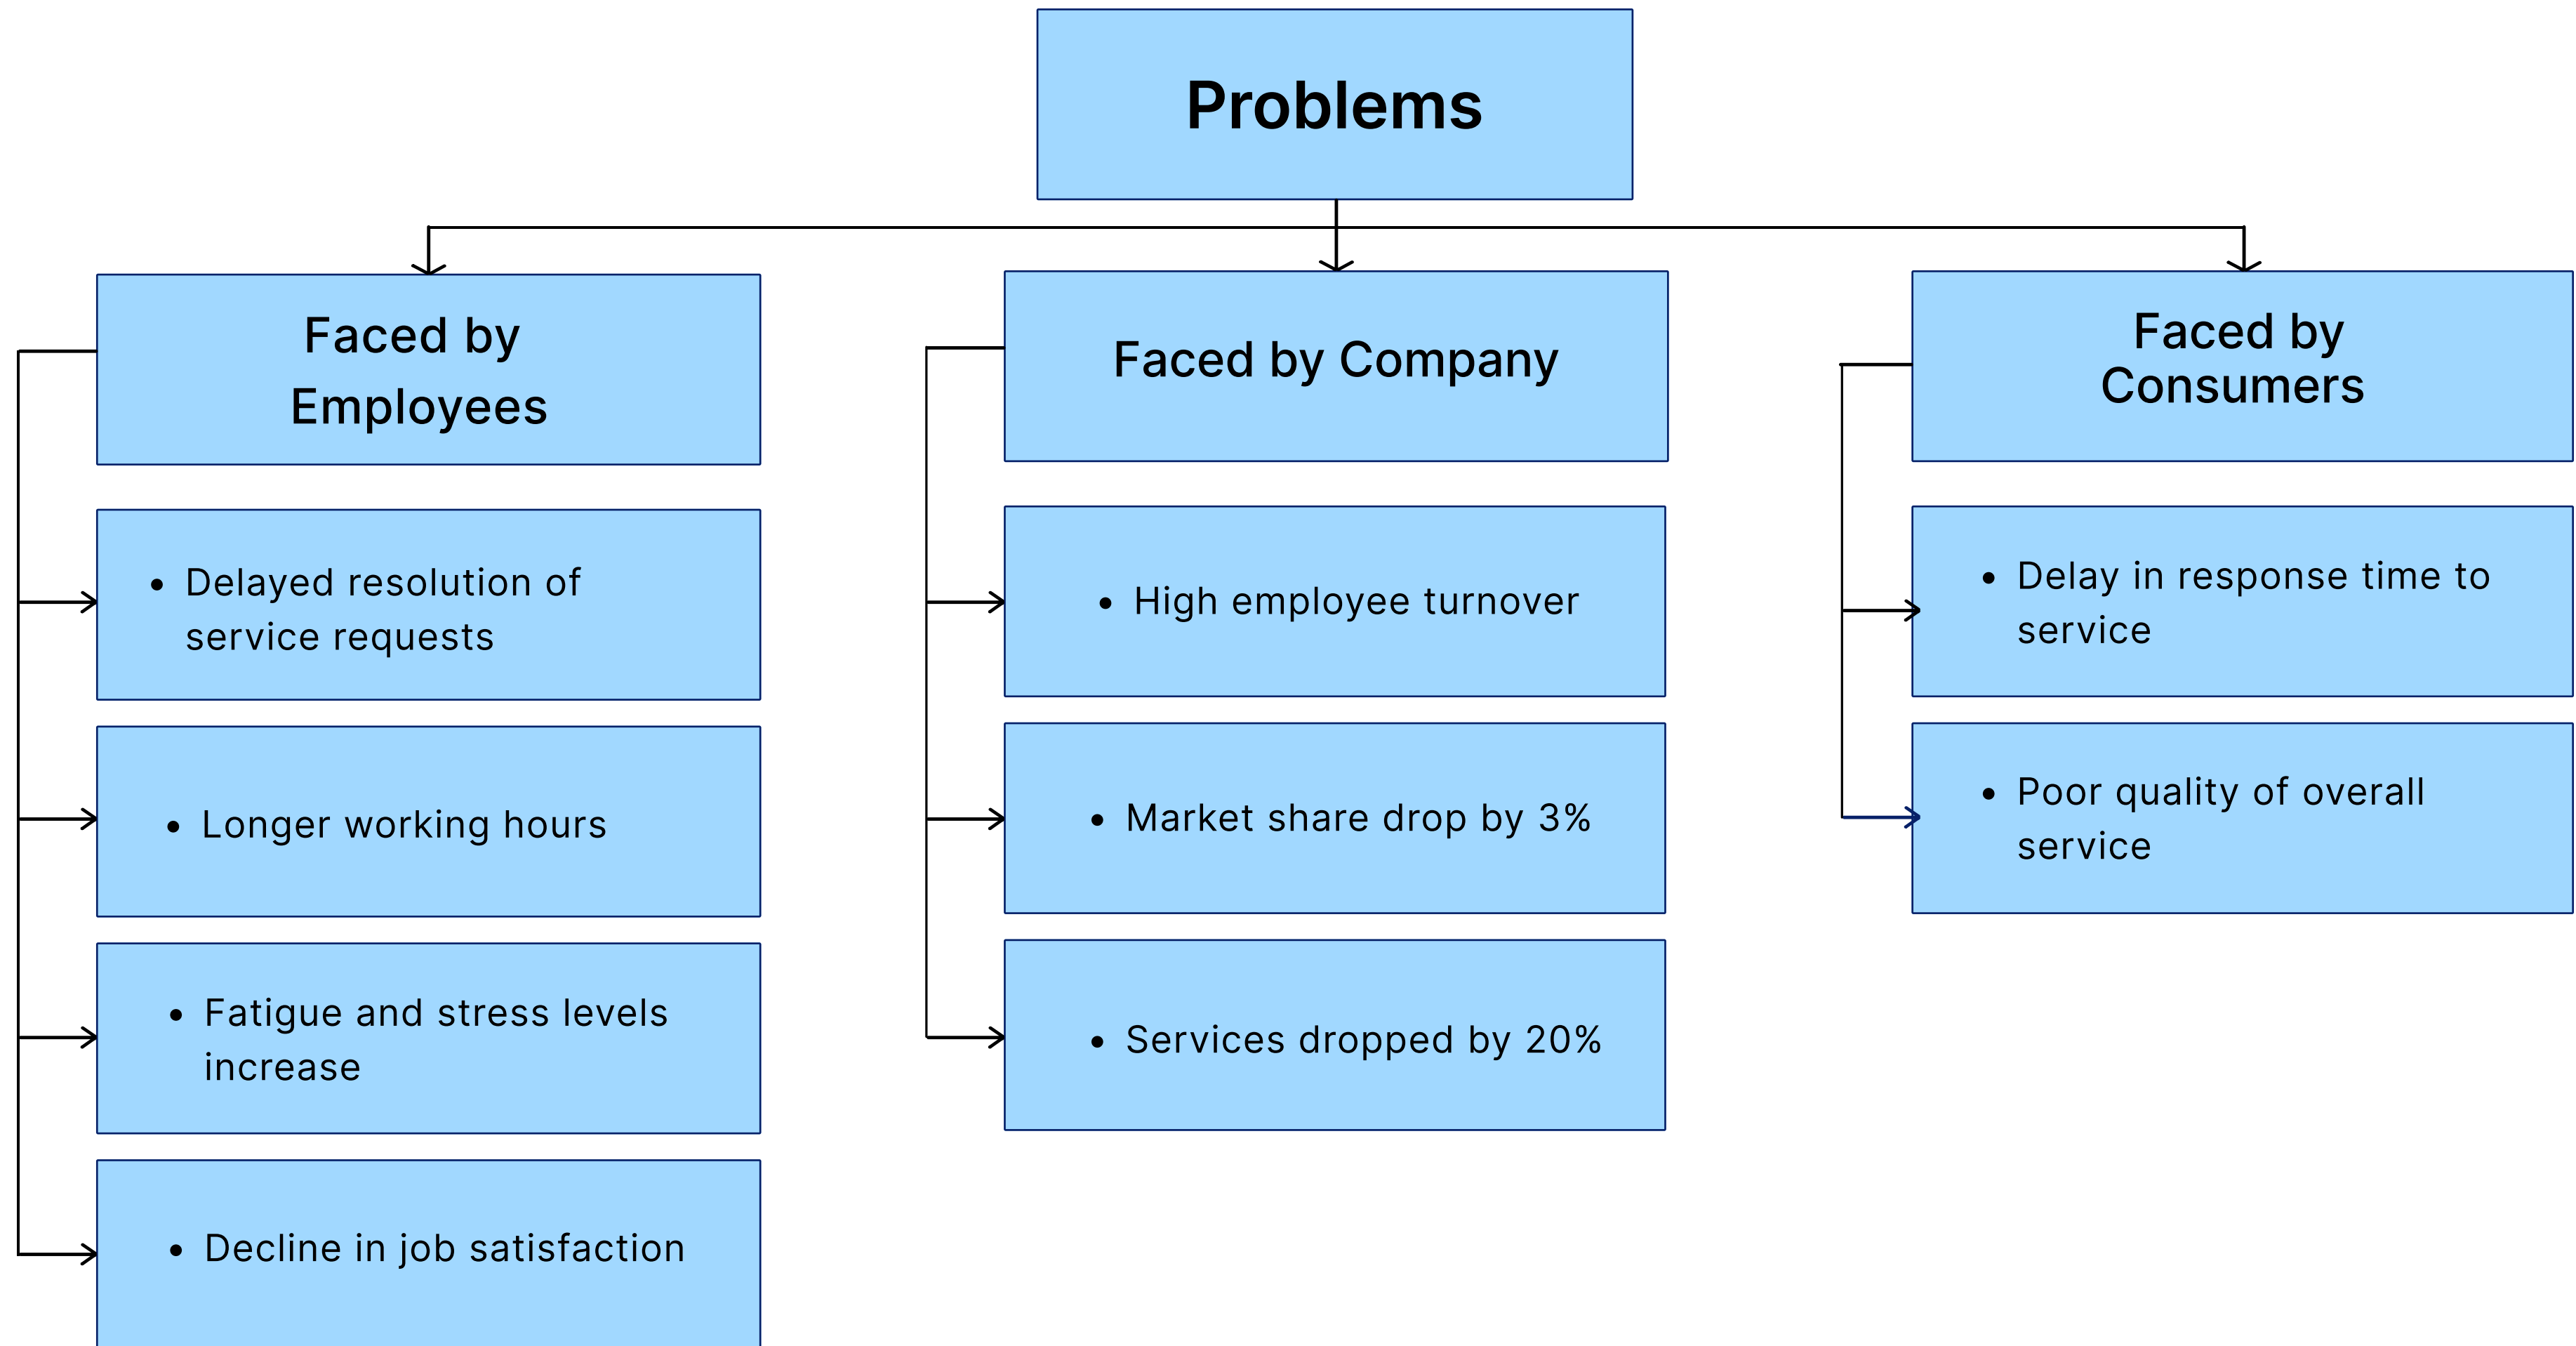 Problems
Faced by
Employees
• Delayed resolution of
service requests
• Longer working hours
• Fatigue and stress levels
increase
• Decline in job satisfaction
Faced by Company
• High employee turnover
• Market share drop by 3%
• Services dropped by 20%
Faced by
Consumers
• Delay in response time to
service
• Poor quality of overall
service